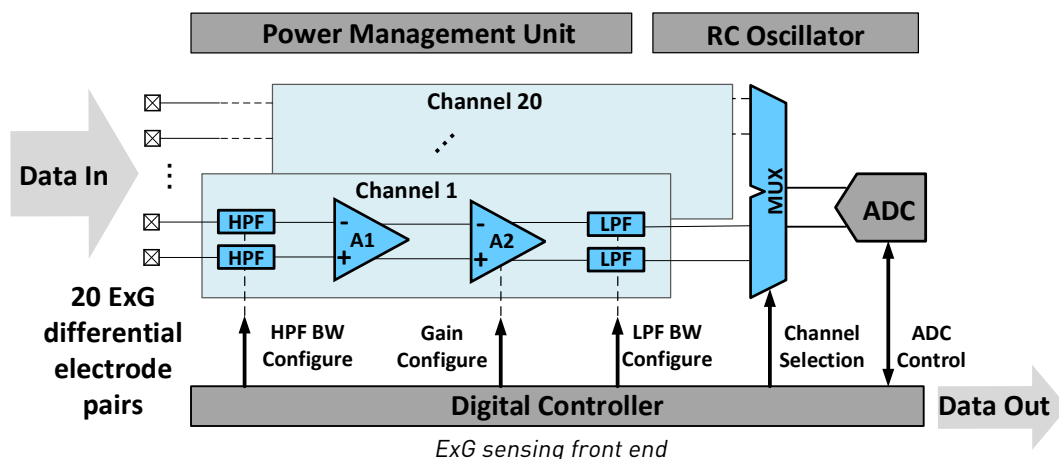 Power Management Unit
RC Oscillator
Channel 20
Data In
Channel 1
MUX
ADC
HPF
-
-
LPF
A1
A2
HPF
+
+
LPF
20 ExG
differential
electrode
pairs
HPF BW
Configure
Gain
Configure
LPF BW
Configure
Channel
Selection
ADC
Control
Digital Controller
Data Out
ExG sensing front end